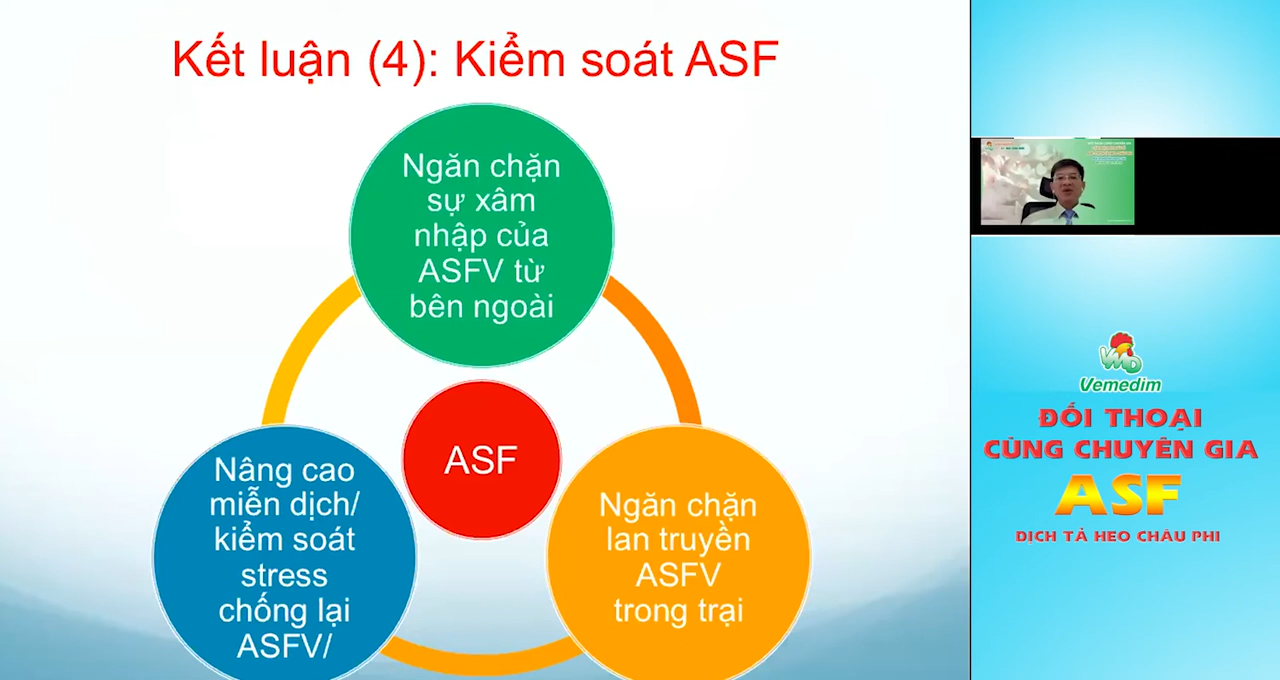 Kết luận (4): Kiểm soát ASF
Ngăn chặn
sự xâm
nhập của
ASFV từ
bên ngoài
ASF
Nâng cao
miễn dịch/
kiểm soát
stress
chống lại
ASFV/
Ngăn chặn
lan truyền
ASFV
trong trại
VMD
Vemedim
ĐỐI THOẠI
CÙNG CHUYÊN GIA
ASF
DỊCH TẢ HEO CHÂU PHI